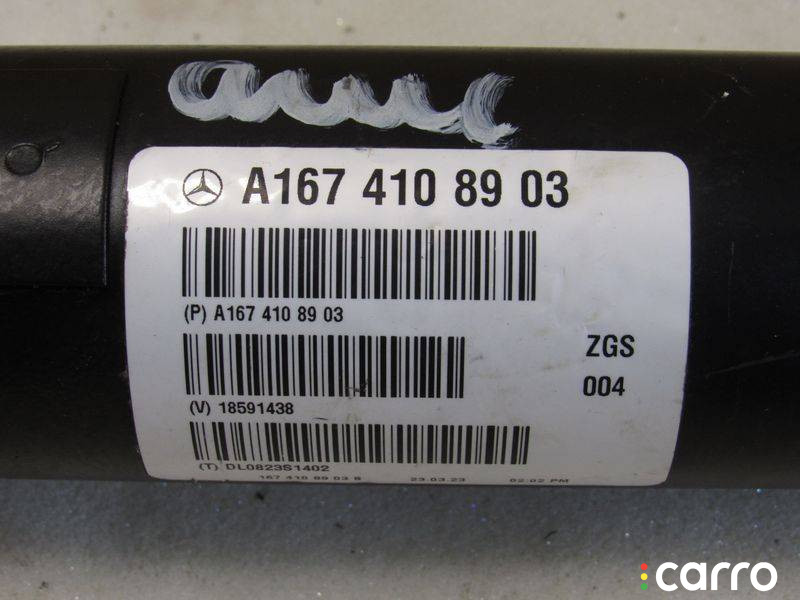 A167 410 89 03
(P) A167 410 89 03
ZGS
004
(V) 18591438
(T) DL0823S1402
167 410 89 03 S 23.03.23 02:02 PM
carro